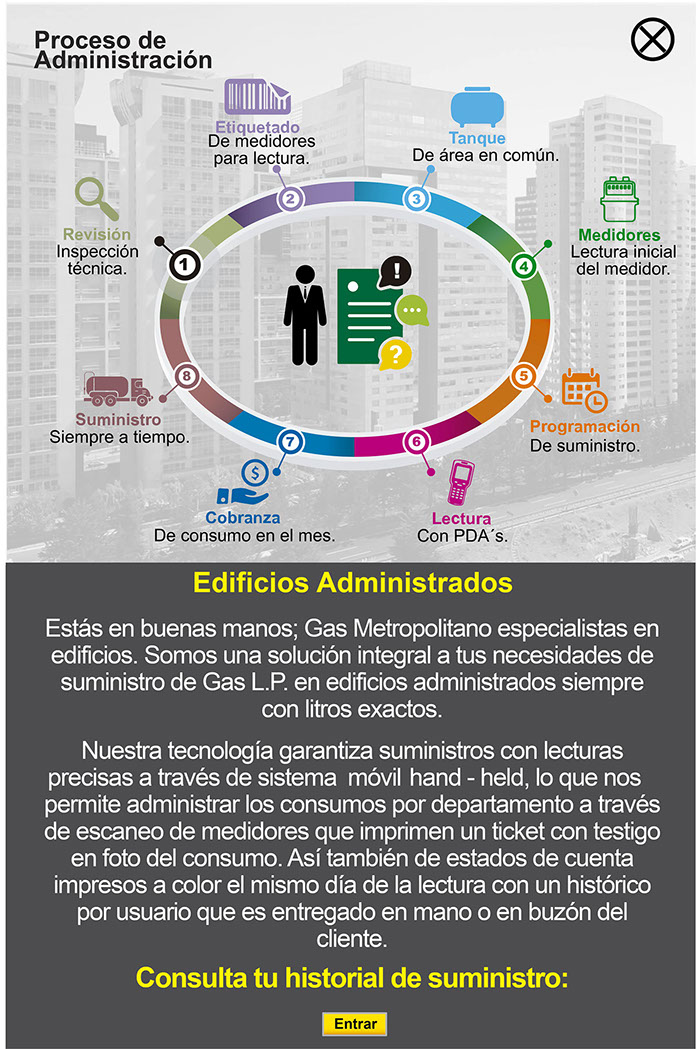 Proceso de
Administración
Etiquetado
De medidores
para lectura.
2
Tanque
De área en común.
3
Revisión
Inspección
técnica.
1
Medidores
Lectura inicial
del medidor.
4
!
...
?
8
Suministro
Siempre a tiempo.
5
Programación
De suministro.
7
$
Cobranza
De consumo en el mes.
6
Lectura
Con PDA´s.
Edificios Administrados
Estás en buenas manos; Gas Metropolitano especialistas en
edificios. Somos una solución integral a tus necesidades de
suministro de Gas L.P. en edificios administrados siempre
con litros exactos.
Nuestra tecnología garantiza suministros con lecturas
precisas a través de sistema móvil hand - held, lo que nos
permite administrar los consumos por departamento a través
de escaneo de medidores que imprimen un ticket con testigo
en foto del consumo. Así también de estados de cuenta
impresos a color el mismo día de la lectura con un histórico
por usuario que es entregado en mano o en buzón del
cliente.
Consulta tu historial de suministro:
Entrar